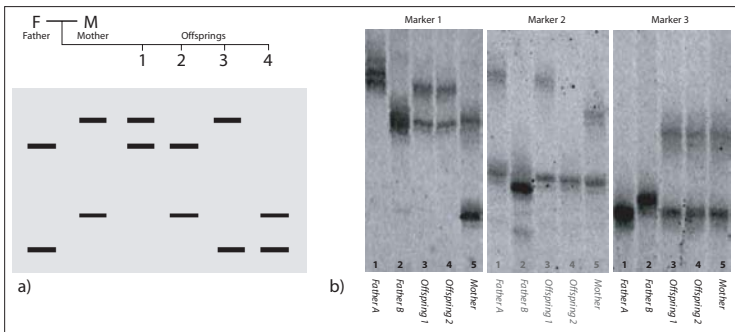 F M
Father Mother Offsprings
1 2 3 4
a)
Marker 1 Marker 2 Marker 3
1 2 3 4 5 1 2 3 4 5 1 2 3 4 5
b)
Father A Father B Offspring 1 Offspring 2 Mother Father A Father B Offspring 1 Offspring 2 Mother Father A Father B Offspring 1 Offspring 2 Mother